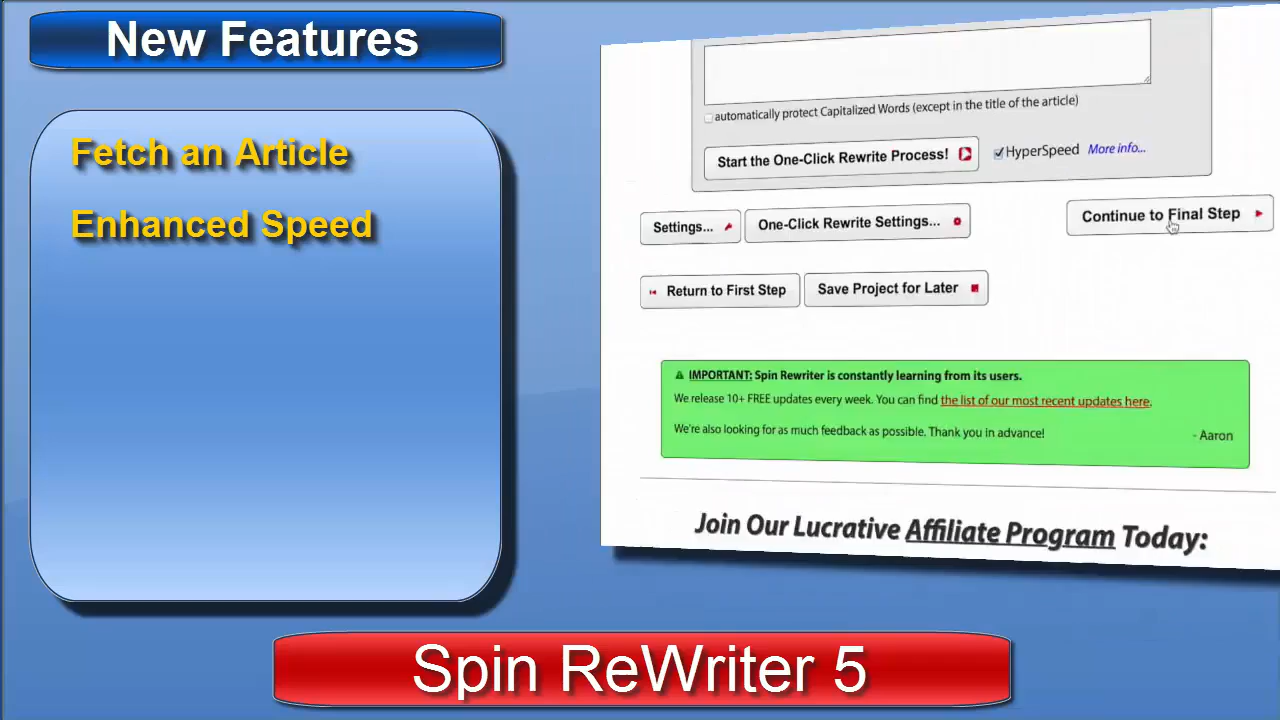 New Features
Fetch an Article
Enhanced Speed
automatically protect Capitalized Words (except in the title of the article)
Start the One-Click Rewrite Process!
HyperSpeed More info...
Settings...
One-Click Rewrite Settings...
Continue to Final Step
Return to First Step
Save Project for Later
IMPORTANT: Spin Rewriter is constantly learning from its users.
We release 10+ FREE updates every week. You can find the list of our most recent updates here.
We're also looking for as much feedback as possible. Thank you in advance!
- Aaron
Join Our Lucrative Affiliate Program Today:
Spin ReWriter 5